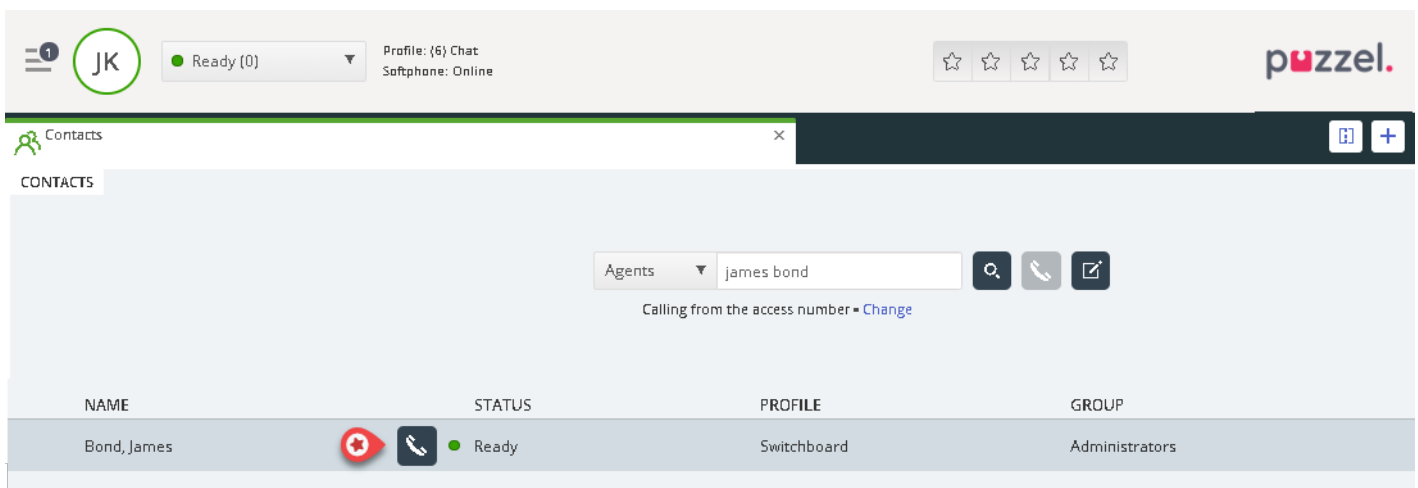 1
JK
Ready (0)
Profile: (6) Chat
Softphone: Online
puzzel.
Contacts
CONTACTS
Agents
james bond
Calling from the access number - Change
NAME
STATUS
PROFILE
GROUP
Bond, James
Ready
Switchboard
Administrators